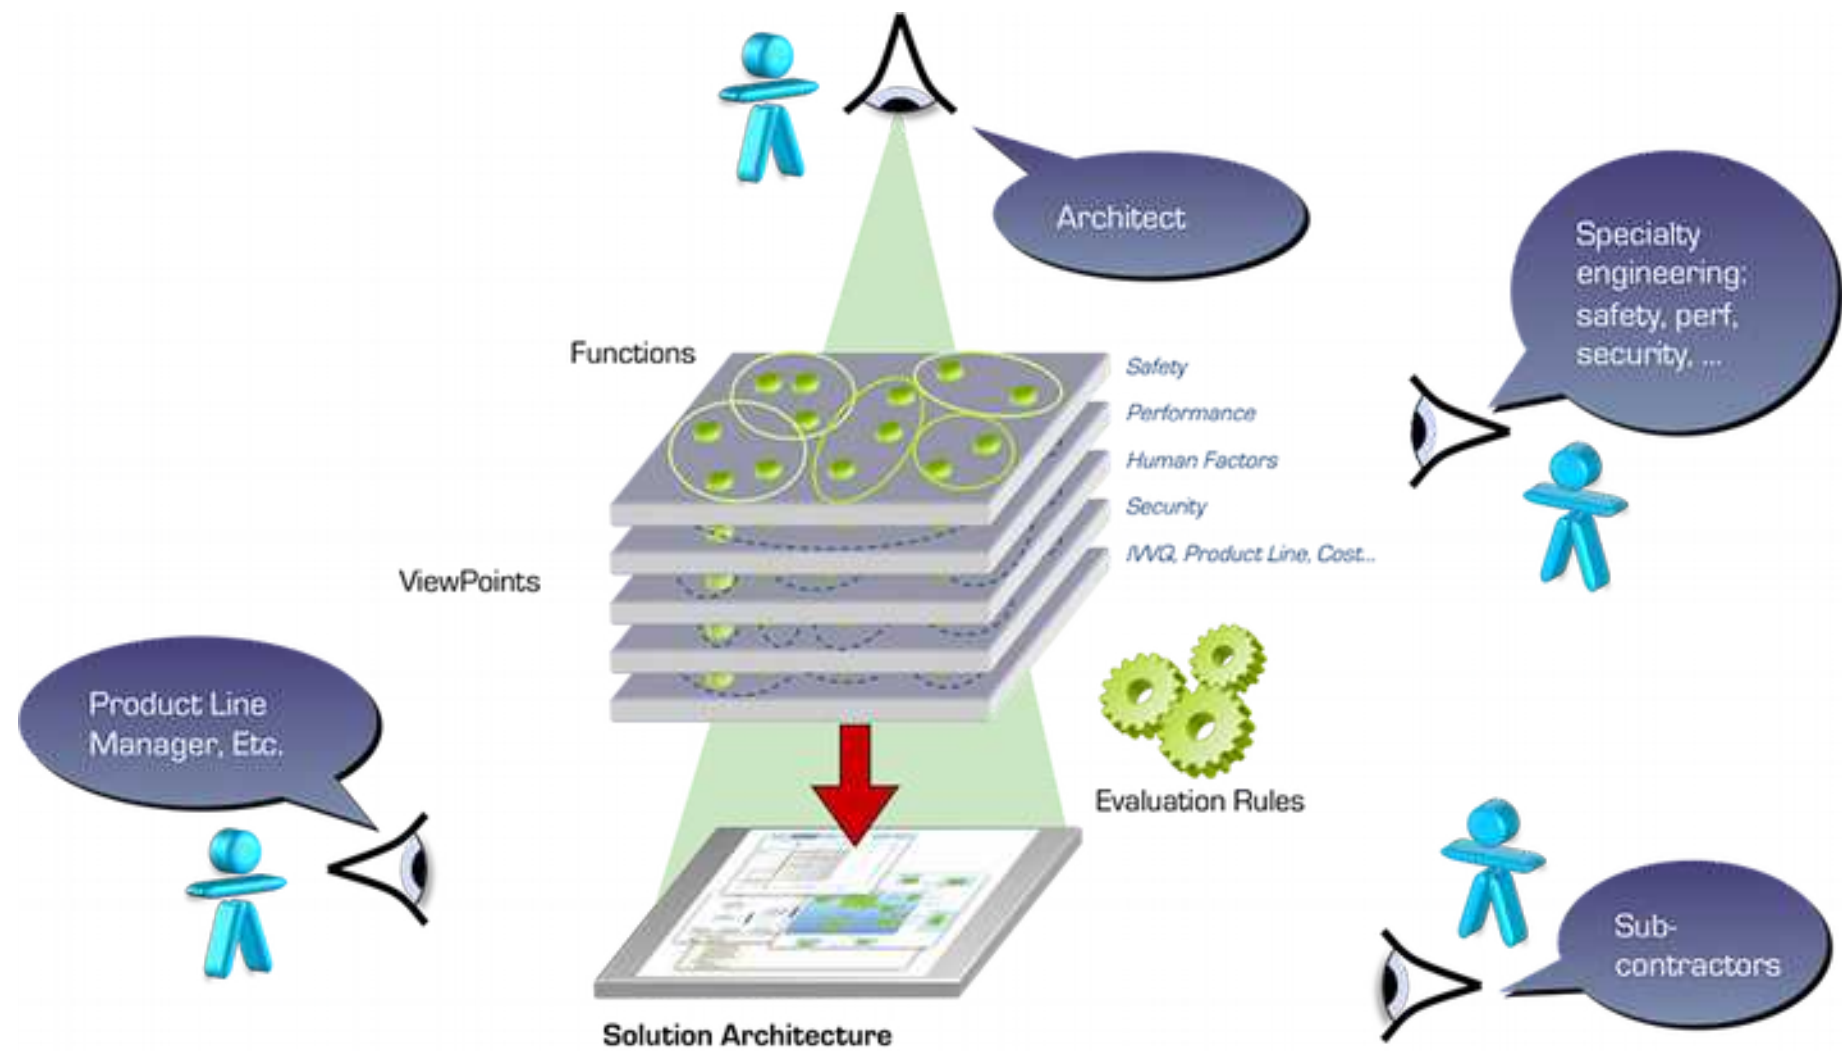 Architect
Specialty
engineering:
safety, perf,
security, ...
Functions
Safety
Performance
Human Factors
Security
IVVQ, Product Line, Cost...
ViewPoints
Product Line
Manager, Etc.
Evaluation Rules
Sub-
contractors
Solution Architecture